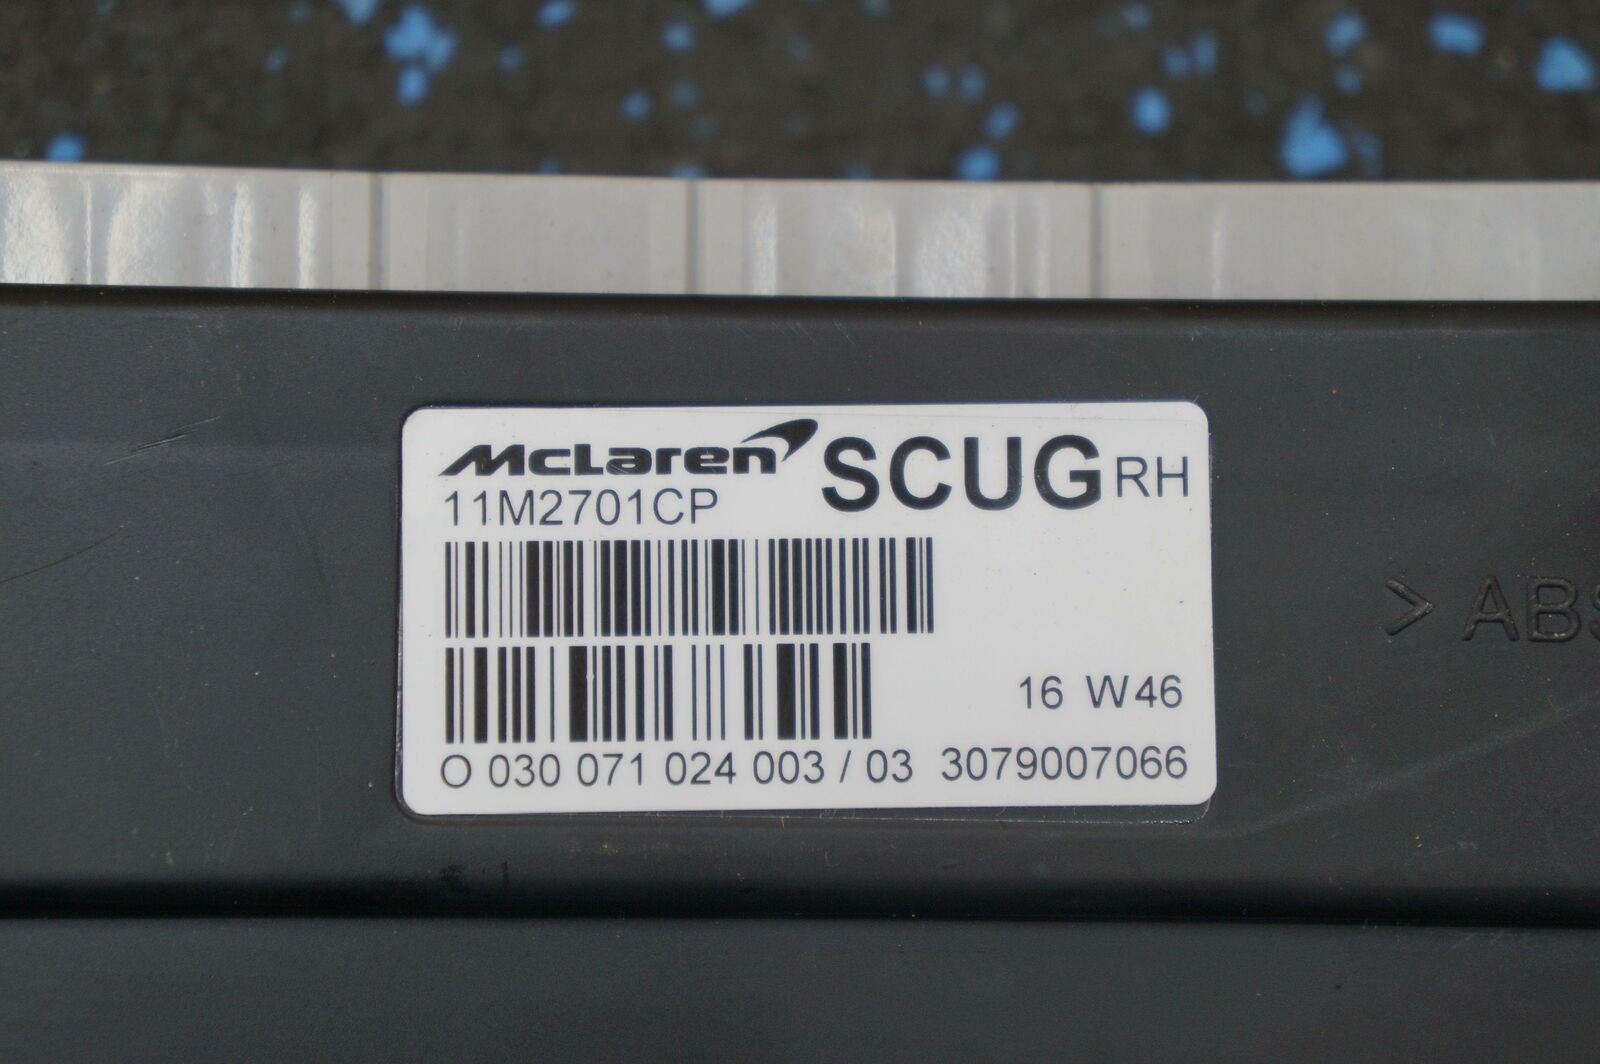 McLaren SCUG RH
11M2701CP
> ABS
16 W46
O 030 071 024 003 / 03 3079007066